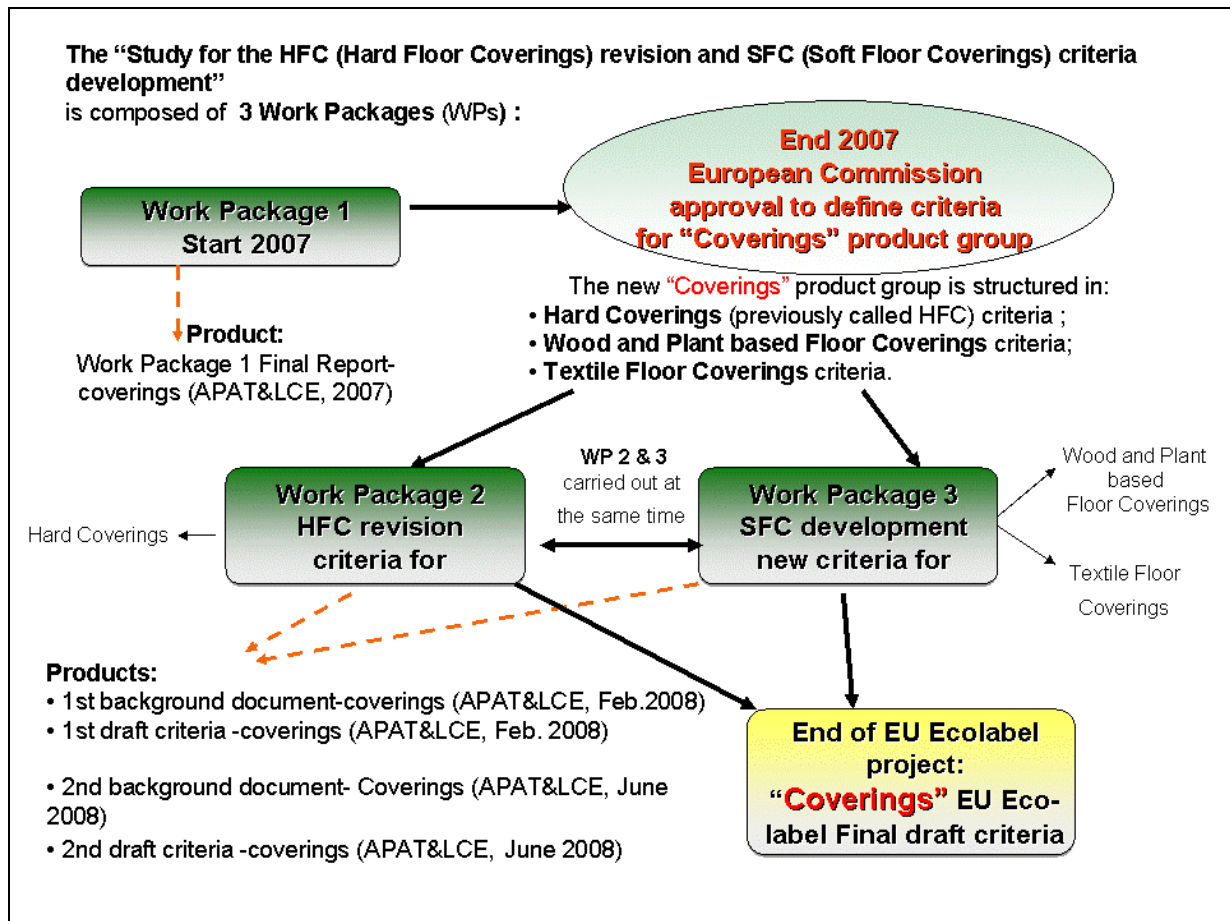 The “Study for the HFC (Hard Floor Coverings) revision and SFC (Soft Floor Coverings) criteria
development”
is composed of 3 Work Packages (WPs) :
End 2007
European Commission
approval to define criteria
for “Coverings” product group
Work Package 1
Start 2007
The new “Coverings” product group is structured in:
• Hard Coverings (previously called HFC) criteria ;
• Wood and Plant based Floor Coverings criteria;
• Textile Floor Coverings criteria.
Product:
Work Package 1 Final Report-
coverings (APAT&LCE, 2007)
Hard Coverings
Work Package 2
HFC revision
criteria for
WP 2 & 3
carried out at
the same time
Work Package 3
SFC development
new criteria for
Wood and Plant
based
Floor Coverings
Textile Floor
Coverings
Products:
• 1st background document-coverings (APAT&LCE, Feb.2008)
• 1st draft criteria -coverings (APAT&LCE, Feb. 2008)
• 2nd background document- Coverings (APAT&LCE, June
2008)
• 2nd draft criteria -coverings (APAT&LCE, June 2008)
End of EU Ecolabel
project:
“Coverings” EU Eco-
label Final draft criteria